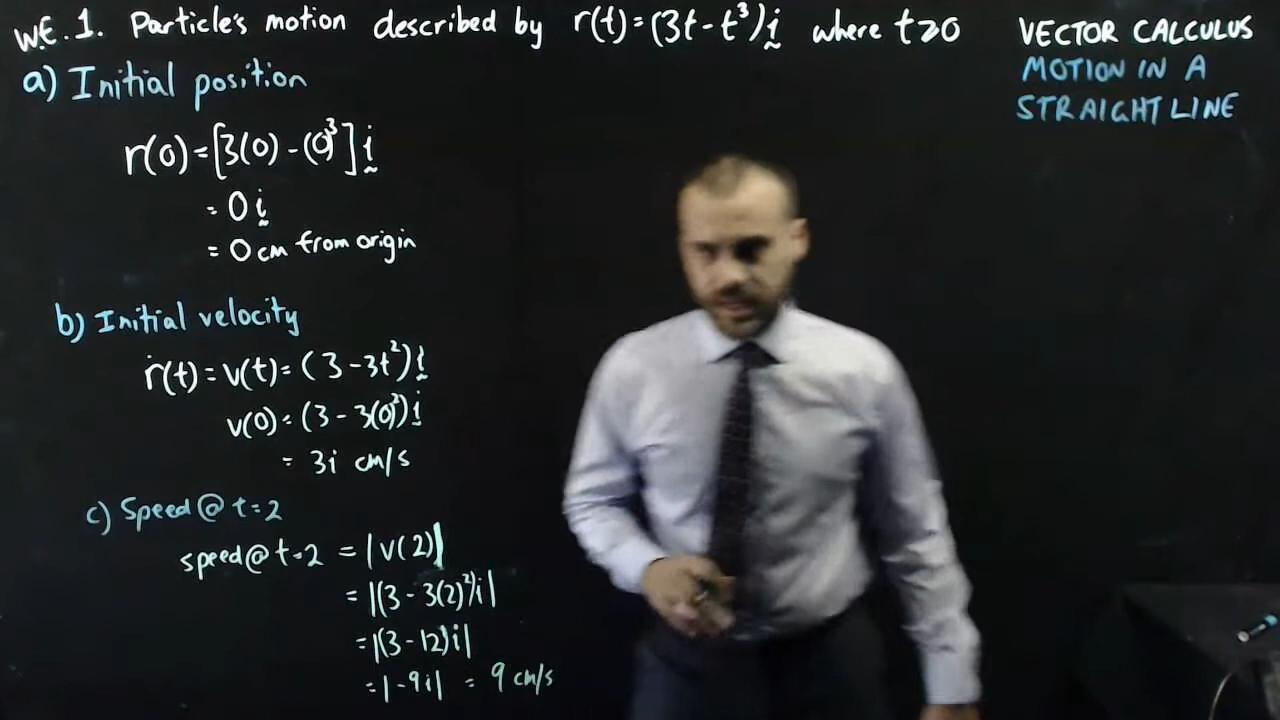 W.E. 1. Particle's motion described by r(t) = (3t - t³) i where t ≥ 0
VECTOR CALCULUS
MOTION IN A
STRAIGHT LINE
a) Initial position
r(0) = [3(0) - (0)³] i
= 0 i
= 0 cm from origin
b) Initial velocity
ṙ(t) = v(t) = (3 - 3t²) i
v(0) = (3 - 3(0)²) i
= 3i cm/s
c) Speed @ t = 2
speed @ t = 2 = |v(2)|
= |(3 - 3(2)²)i|
= |(3 - 12)i|
= |-9i| = 9 cm/s